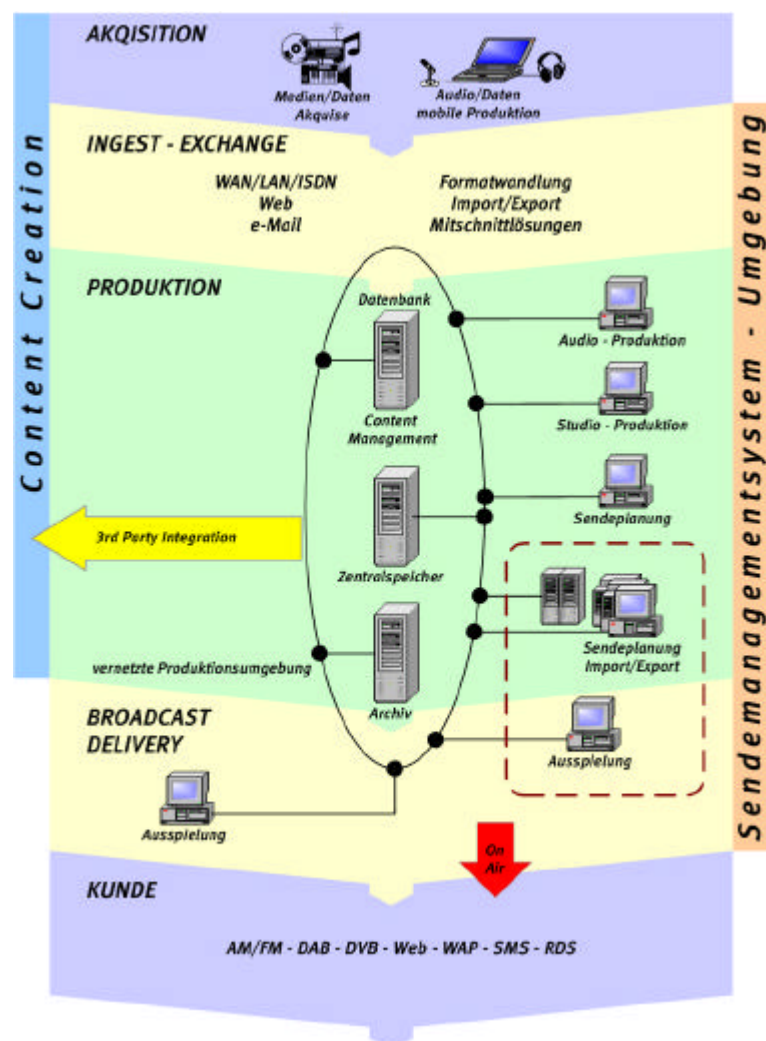 AKQISITION
Medien/Daten
Akquise
Audio/Daten
mobile Produktion
INGEST - EXCHANGE
WAN/LAN/ISDN
Web
e-Mail
Formatwandlung
Import/Export
Mitschnittlösungen
Content Creation
Sendemanagementsystem - Umgebung
PRODUKTION
Datenbank
Content
Management
Audio - Produktion
Studio - Produktion
Sendeplanung
3rd Party Integration
Zentralspeicher
Sendeplanung
Import/Export
vernetzte Produktionsumgebung
Archiv
BROADCAST
DELIVERY
Ausspielung
Ausspielung
On
Air
KUNDE
AM/FM - DAB - DVB - Web - WAP - SMS - RDS